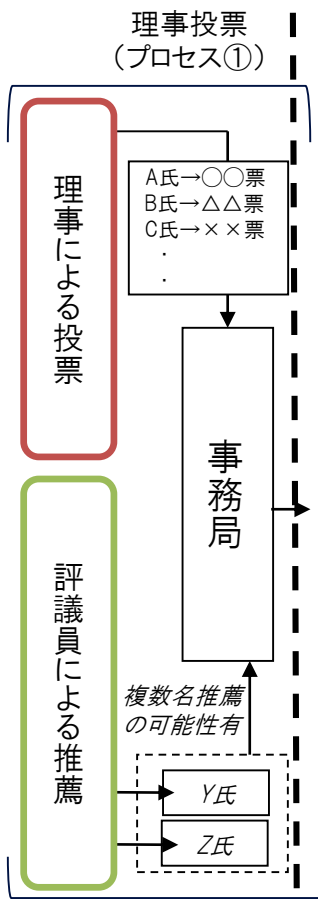 理事投票
（プロセス①）
理事による投票
A氏→○○票
B氏→△△票
C氏→××票
・
・
事務局
評議員による推薦
複数名推薦
の可能性有
Y氏
Z氏